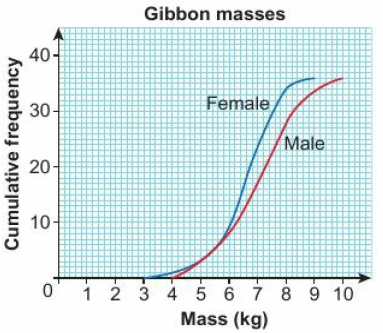 Gibbon masses
Cumulative frequency
40
30
20
10
0
Female
Male
1 2 3 4 5 6 7 8 9 10
Mass (kg)